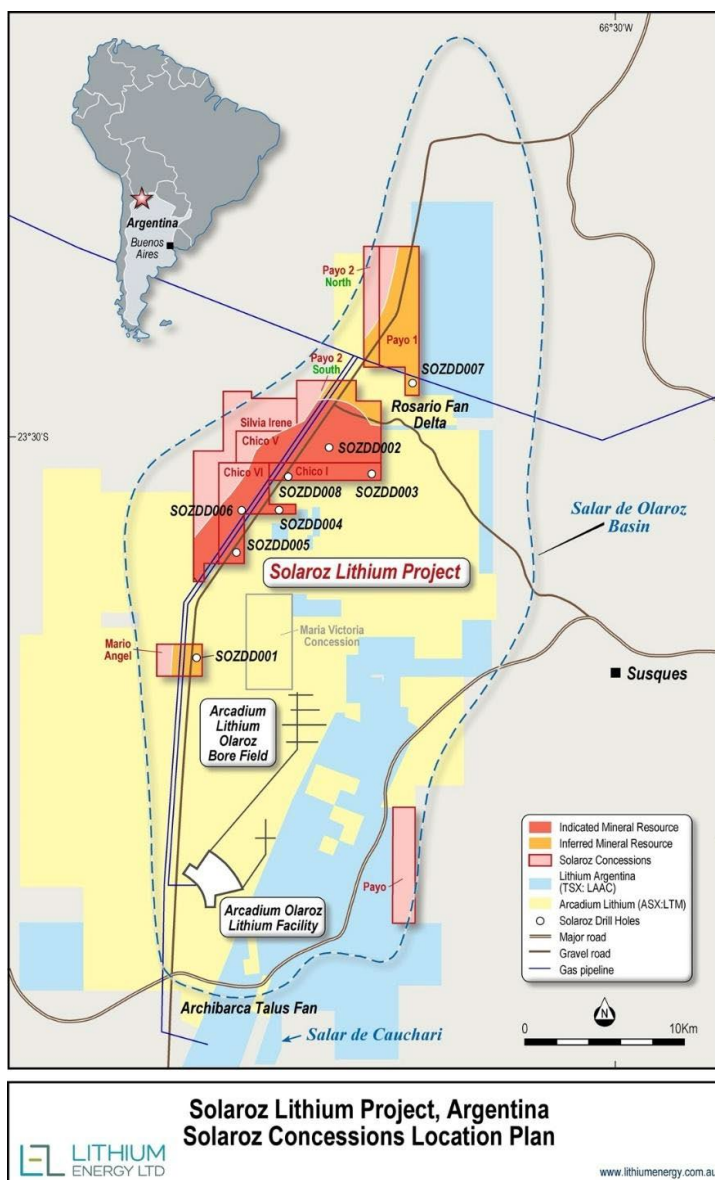 66°30'W
Argentina
Buenos
Aires
Payo 2
North
Payo 1
Payo 2
South
SOZDD007
Rosario Fan
Delta
23°30'S
Silvia Irene
Chico V
SOZDD002
Chico VI
Chico I
SOZDD008
SOZDD003
SOZDD006
SOZDD004
SOZDD005
Salar de Olaroz
Basin
Solaroz Lithium Project
Maria Victoria
Concession
Mario
Angel
SOZDD001
Susques
Arcadium
Lithium
Olaroz
Bore Field
Payo
Arcadium Olaroz
Lithium Facility
Archibarca Talus Fan
Salar de Cauchari
Indicated Mineral Resource
Inferred Mineral Resource
Solaroz Concessions
Lithium Argentina
(TSX: LAAC)
Arcadium Lithium (ASX:LTM)
Solaroz Drill Holes
Major road
Gravel road
Gas pipeline
N
0
10Km
Solaroz Lithium Project, Argentina
Solaroz Concessions Location Plan
LEL LITHIUM
ENERGY LTD
www.lithiumenergy.com.au